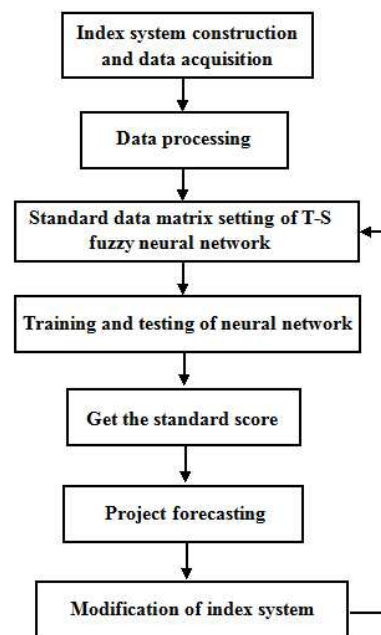 Index system construction
and data acquisition
Data processing
Standard data matrix setting of T-S
fuzzy neural network
Training and testing of neural network
Get the standard score
Project forecasting
Modification of index system